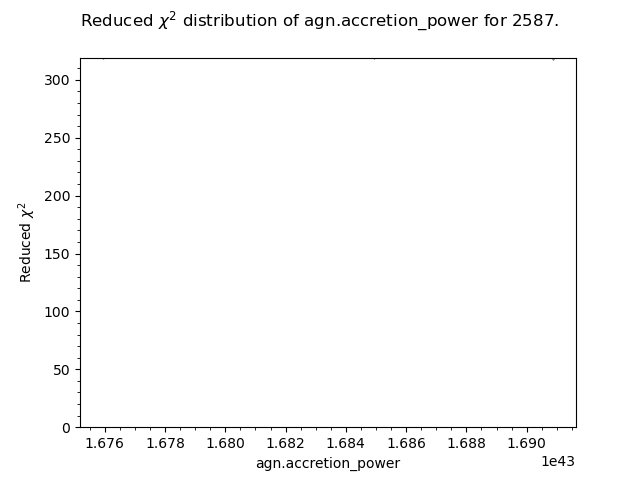 Reduced χ² distribution of agn.accretion_power for 2587.
300
250
200
150
100
50
0
Reduced χ²
1.676 1.678 1.680 1.682 1.684 1.686 1.688 1.690
1e43
agn.accretion_power